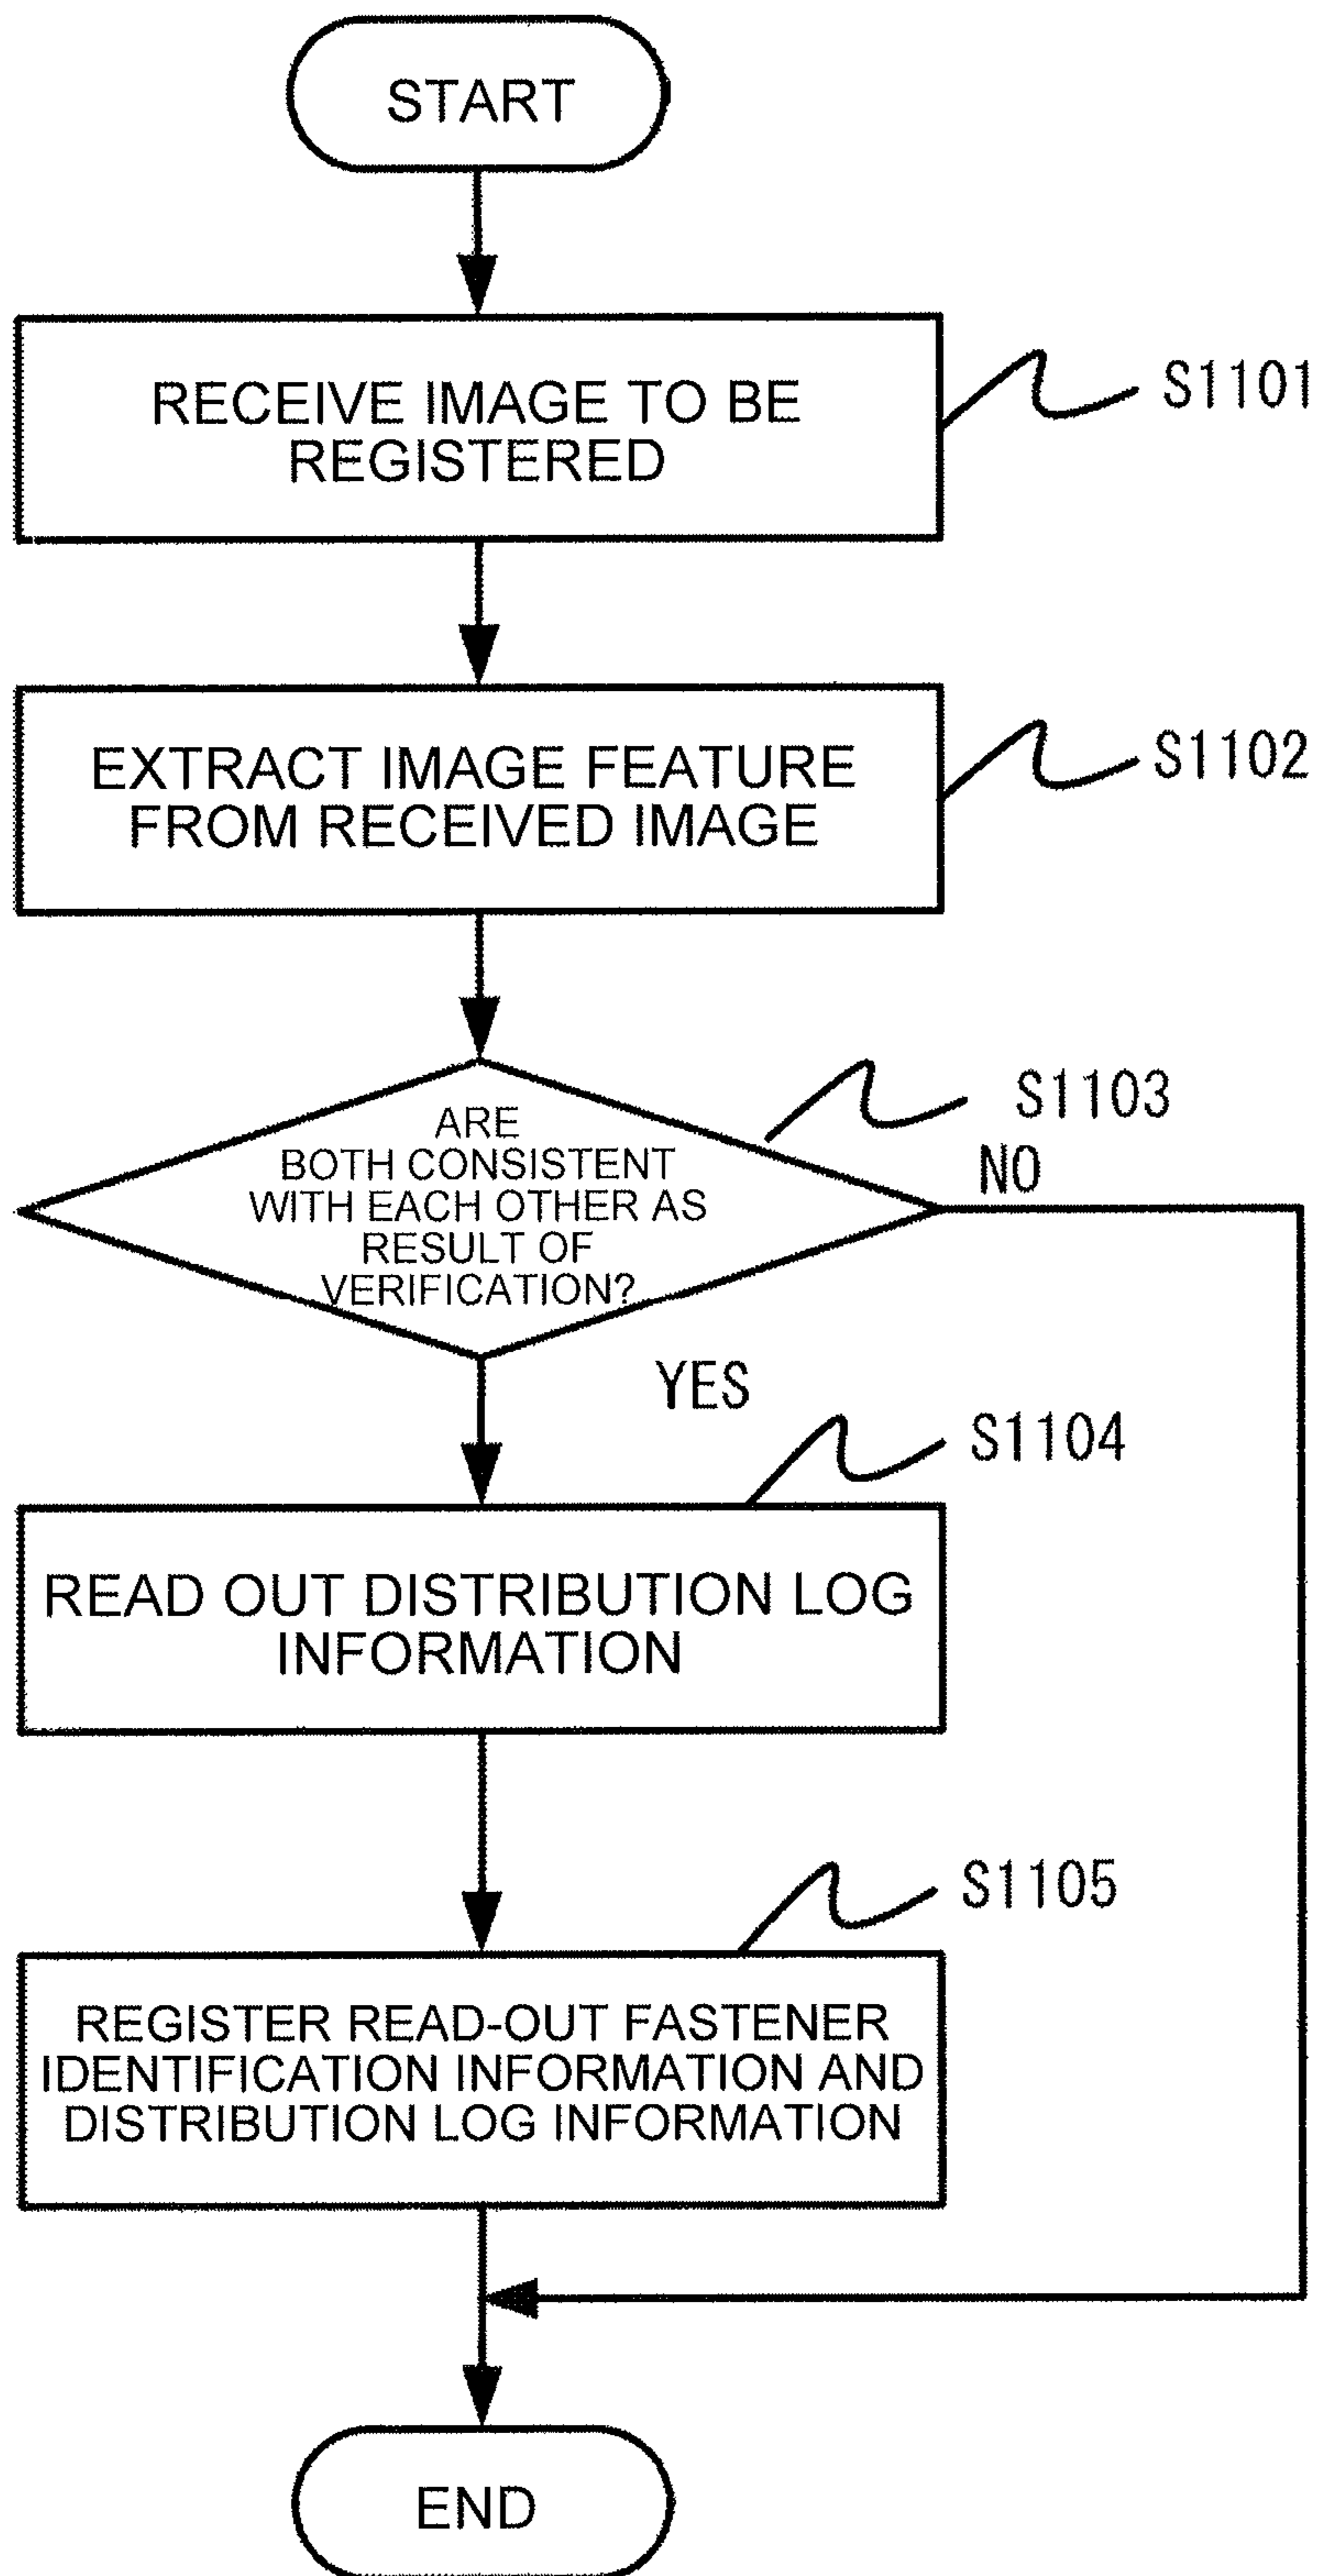 START
RECEIVE IMAGE TO BE
REGISTERED
S1101
EXTRACT IMAGE FEATURE
FROM RECEIVED IMAGE
S1102
ARE
BOTH CONSISTENT
WITH EACH OTHER AS
RESULT OF
VERIFICATION?
S1103
NO
YES
S1104
READ OUT DISTRIBUTION LOG
INFORMATION
S1105
REGISTER READ-OUT FASTENER
IDENTIFICATION INFORMATION AND
DISTRIBUTION LOG INFORMATION
END